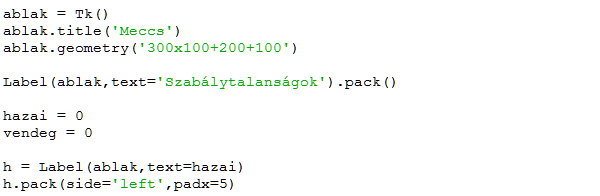 ablak = Tk()
ablak.title('Meccs')
ablak.geometry('300x100+200+100')
Label(ablak,text='Szabálytalanságok').pack()
hazai = 0
vendeg = 0
h = Label(ablak,text=hazai)
h.pack(side='left',padx=5)